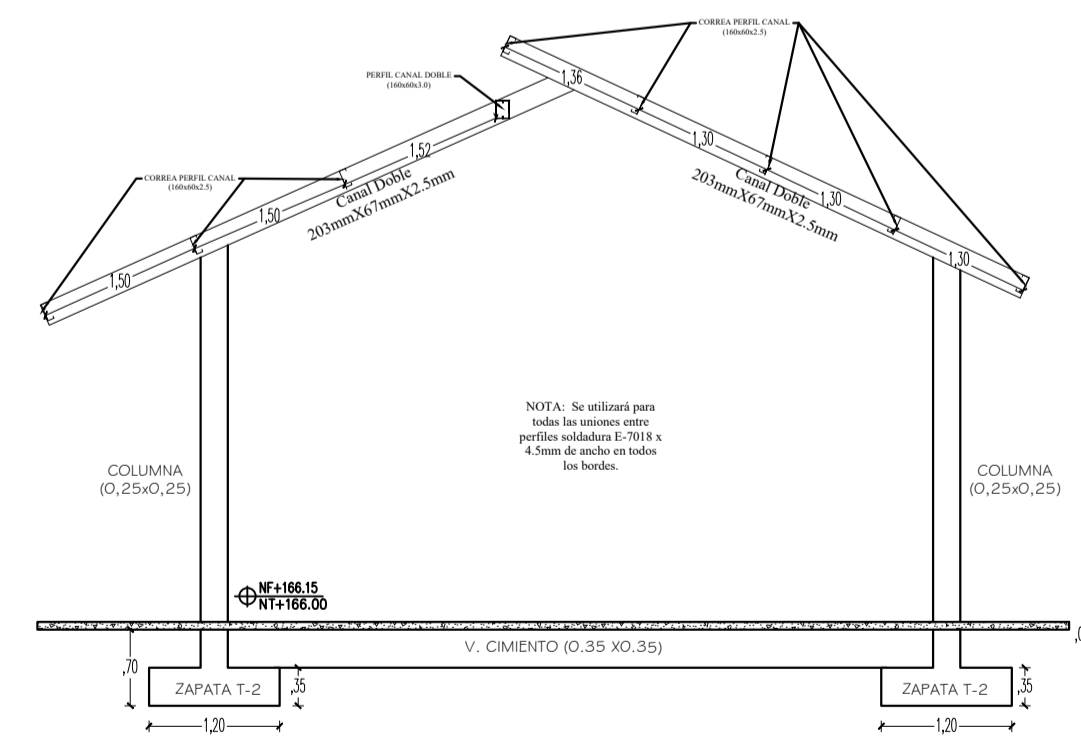 CORREA PERFIL CANAL
(160x60x2.5)
PERFIL CANAL DOBLE
(160x60x3.0)
1,36
1,52
1,30
CORREA PERFIL CANAL
(160x60x2.5)
Canal Doble
203mmX67mmX2.5mm
1,50
Canal Doble
203mmX67mmX2.5mm
1,30
1,50
1,30
NOTA: Se utilizará para
todas las uniones entre
perfiles soldadura E-7018 x
4.5mm de ancho en todos
los bordes.
COLUMNA
(0,25x0,25)
COLUMNA
(0,25x0,25)
NF+166.15
NT+166.00
V. CIMIENTO (0.35 X0.35)
,70
ZAPATA T-2
,35
ZAPATA T-2
,35
1,20
1,20